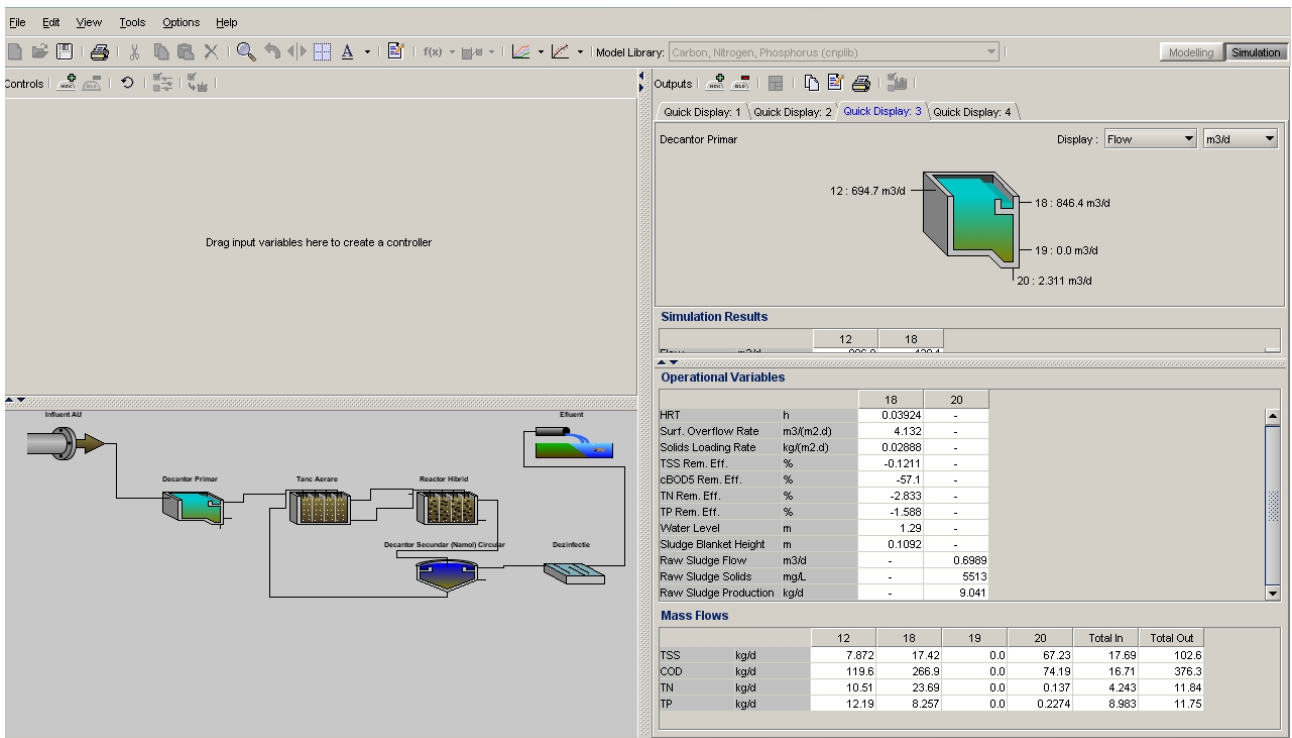 File Edit View Tools Options Help
f(x) Model Library: Carbon, Nitrogen, Phosphorus (cnplib) Modelling Simulation
Controls
Outputs
Quick Display: 1 Quick Display: 2 Quick Display: 3 Quick Display: 4
Decantor Primar Display : Flow m3/d
12 : 694.7 m3/d
18 : 846.4 m3/d
19 : 0.0 m3/d
20 : 2.311 m3/d
Drag input variables here to create a controller
Simulation Results
12 18
Operational Variables
18 20
HRT h 0.03924 -
Surf. Overflow Rate m3/(m2.d) 4.132 -
Solids Loading Rate kg/(m2.d) 0.02888 -
TSS Rem. Eff. % -0.1211 -
cBOD5 Rem. Eff. % -57.1 -
TN Rem. Eff. % -2.833 -
TP Rem. Eff. % -1.588 -
Water Level m 1.29 -
Sludge Blanket Height m 0.1092 -
Raw Sludge Flow m3/d - 0.6989
Raw Sludge Solids mg/L - 5513
Raw Sludge Production kg/d - 9.041
Mass Flows
12 18 19 20 Total In Total Out
TSS kg/d 7.872 17.42 0.0 67.23 17.69 102.6
COD kg/d 119.6 266.9 0.0 74.19 16.71 376.3
TN kg/d 10.51 23.69 0.0 0.137 4.243 11.84
TP kg/d 12.19 8.257 0.0 0.2274 8.983 11.75
Influent AU
Efluent
Decantor Primar
Tanc Aerare
Reactor Hibrid
Decantor Secundar (Namol) Circular
Dezinfectie